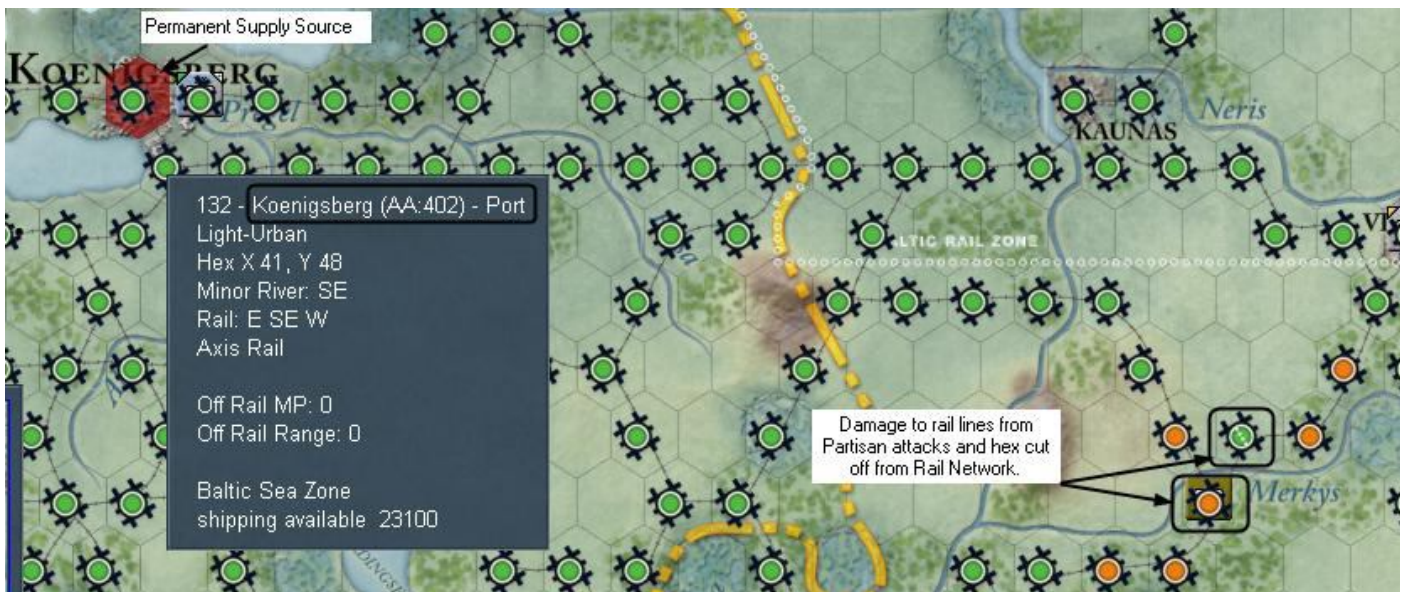 Permanent Supply Source
KOENIGSBERG
Pregel
Neris
KAUNAS
132 - Koenigsberg (AA:402) - Port
Light-Urban
Hex X 41, Y 48
Minor River: SE
Rail: E SE W
Axis Rail
Off Rail MP: 0
Off Rail Range: 0
Baltic Sea Zone
shipping available 23100
VI
ALTIC RAIL ZONE
Damage to rail lines from
Partisan attacks and hex cut
off from Rail Network.
Merkys